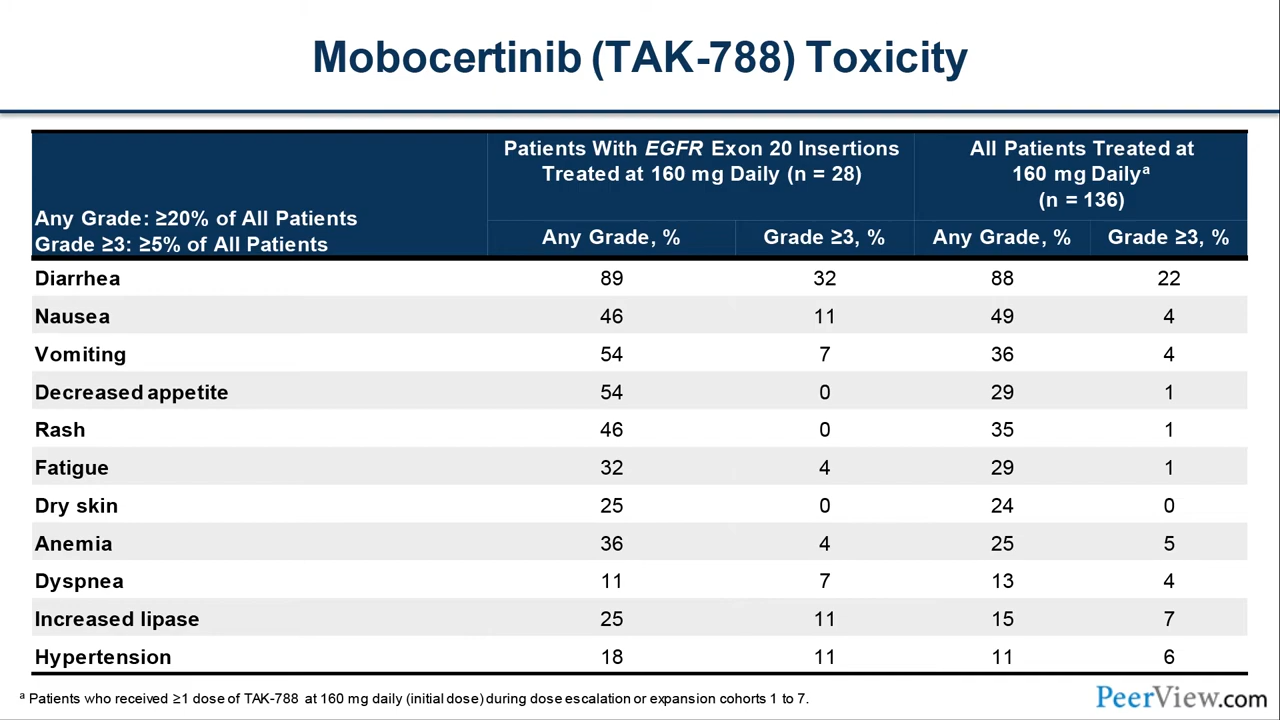 Mobocertinib (TAK-788) Toxicity
Any Grade: ≥20% of All Patients
Grade ≥3: ≥5% of All Patients
Patients With EGFR Exon 20 Insertions
Treated at 160 mg Daily (n = 28)
All Patients Treated at
160 mg Dailyª
(n = 136)
Any Grade, % Grade ≥3, % Any Grade, % Grade ≥3, %
Diarrhea 89 32 88 22
Nausea 46 11 49 4
Vomiting 54 7 36 4
Decreased appetite 54 0 29 1
Rash 46 0 35 1
Fatigue 32 4 29 1
Dry skin 25 0 24 0
Anemia 36 4 25 5
Dyspnea 11 7 13 4
Increased lipase 25 11 15 7
Hypertension 18 11 11 6
ª Patients who received ≥1 dose of TAK-788 at 160 mg daily (initial dose) during dose escalation or expansion cohorts 1 to 7.
PeerView.com